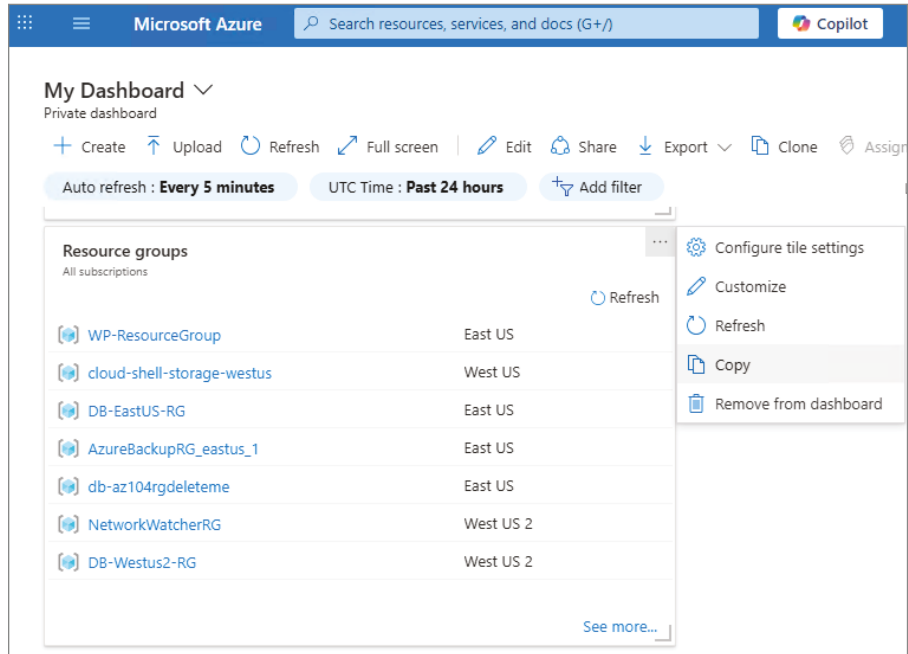 Microsoft Azure
Search resources, services, and docs (G+/)
Copilot
My Dashboard
Private dashboard
Create Upload Refresh Full screen Edit Share Export Clone Assign
Auto refresh : Every 5 minutes UTC Time : Past 24 hours Add filter
Resource groups
All subscriptions
Refresh
WP-ResourceGroup East US
cloud-shell-storage-westus West US
DB-EastUS-RG East US
AzureBackupRG_eastus_1 East US
db-az104rgdeleteme East US
NetworkWatcherRG West US 2
DB-Westus2-RG West US 2
See more...
Configure tile settings
Customize
Refresh
Copy
Remove from dashboard